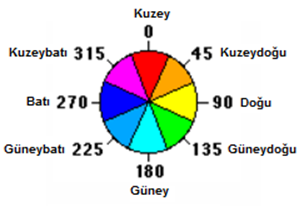 Kuzey
0
Kuzeybatı 315
45 Kuzeydoğu
Batı 270
90 Doğu
Güneybatı 225
135 Güneydoğu
180
Güney